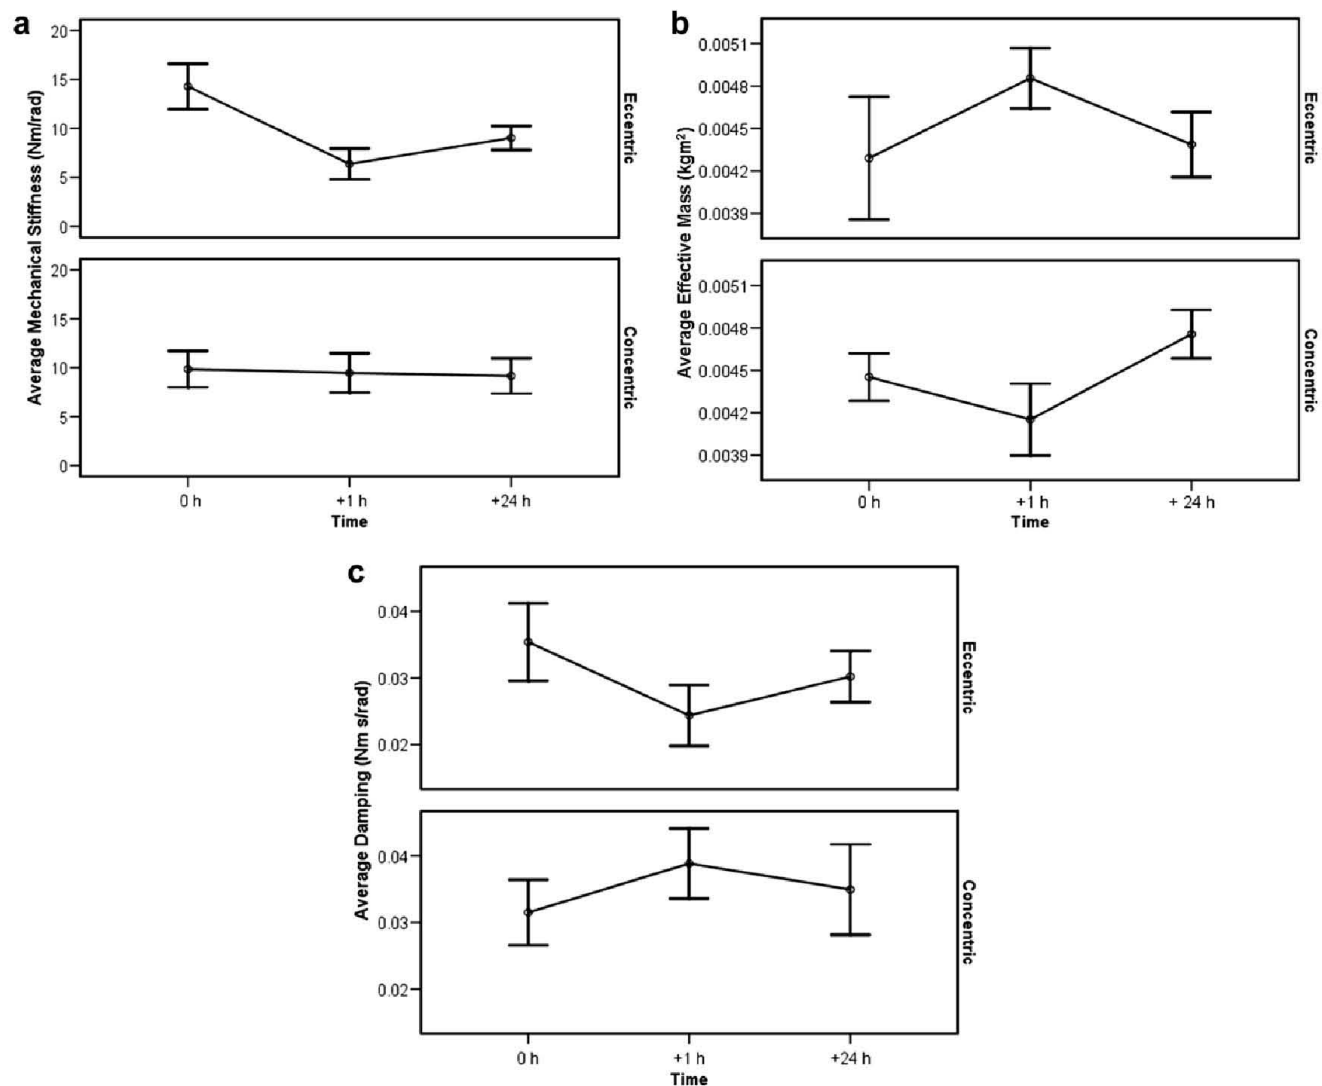 a
Average Mechanical Stiffness (Nm/rad)
20
15
10
5
0
Eccentric
20
15
10
5
0
Concentric
0 h +1 h +24 h
Time
b
Average Effective Mass (kgm²)
0.0051
0.0048
0.0045
0.0042
0.0039
Eccentric
0.0051
0.0048
0.0045
0.0042
0.0039
Concentric
0 h +1 h + 24 h
Time
c
Average Damping (Nm s/rad)
0.04
0.03
0.02
Eccentric
0.04
0.03
0.02
Concentric
0 h +1 h +24 h
Time